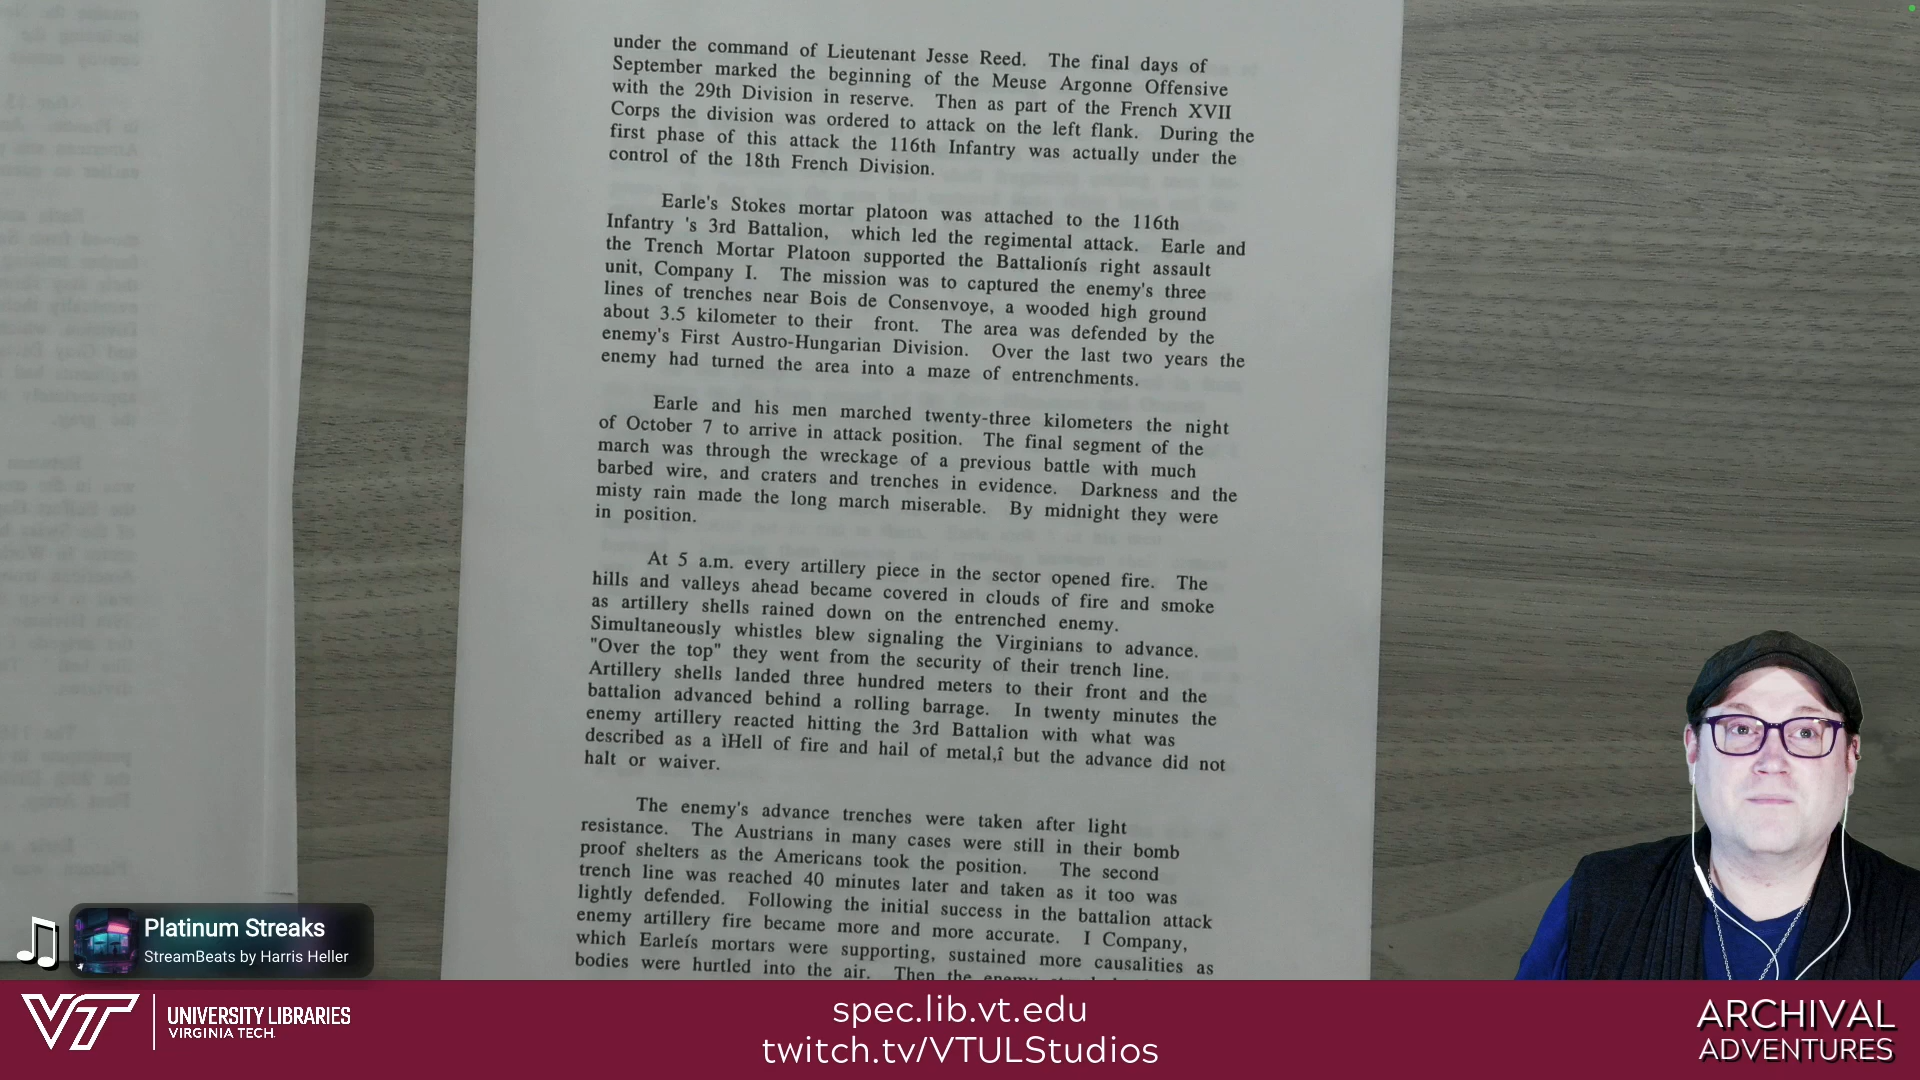 under the command of Lieutenant Jesse Reed. The final days of
September marked the beginning of the Meuse Argonne Offensive
with the 29th Division in reserve. Then as part of the French XVII
Corps the division was ordered to attack on the left flank. During the
first phase of this attack the 116th Infantry was actually under the
control of the 18th French Division.
Earle's Stokes mortar platoon was attached to the 116th
Infantry 's 3rd Battalion, which led the regimental attack. Earle and
the Trench Mortar Platoon supported the Battalionís right assault
unit, Company I. The mission was to captured the enemy's three
lines of trenches near Bois de Consenvoye, a wooded high ground
about 3.5 kilometer to their front. The area was defended by the
enemy's First Austro-Hungarian Division. Over the last two years the
enemy had turned the area into a maze of entrenchments.
Earle and his men marched twenty-three kilometers the night
of October 7 to arrive in attack position. The final segment of the
march was through the wreckage of a previous battle with much
barbed wire, and craters and trenches in evidence. Darkness and the
misty rain made the long march miserable. By midnight they were
in position.
At 5 a.m. every artillery piece in the sector opened fire. The
hills and valleys ahead became covered in clouds of fire and smoke
as artillery shells rained down on the entrenched enemy.
Simultaneously whistles blew signaling the Virginians to advance.
"Over the top" they went from the security of their trench line.
Artillery shells landed three hundred meters to their front and the
battalion advanced behind a rolling barrage. In twenty minutes the
enemy artillery reacted hitting the 3rd Battalion with what was
described as a ìHell of fire and hail of metal,î but the advance did not
halt or waiver.
The enemy's advance trenches were taken after light
resistance. The Austrians in many cases were still in their bomb
proof shelters as the Americans took the position. The second
trench line was reached 40 minutes later and taken as it too was
lightly defended. Following the initial success in the battalion attack
enemy artillery fire became more and more accurate. I Company,
which Earleís mortars were supporting, sustained more causalities as
bodies were hurtled into the air. Then the enemy
Platinum Streaks
StreamBeats by Harris Heller
VT UNIVERSITY LIBRARIES
VIRGINIA TECH.
spec.lib.vt.edu
twitch.tv/VTULStudios
ARCHIVAL
ADVENTURES